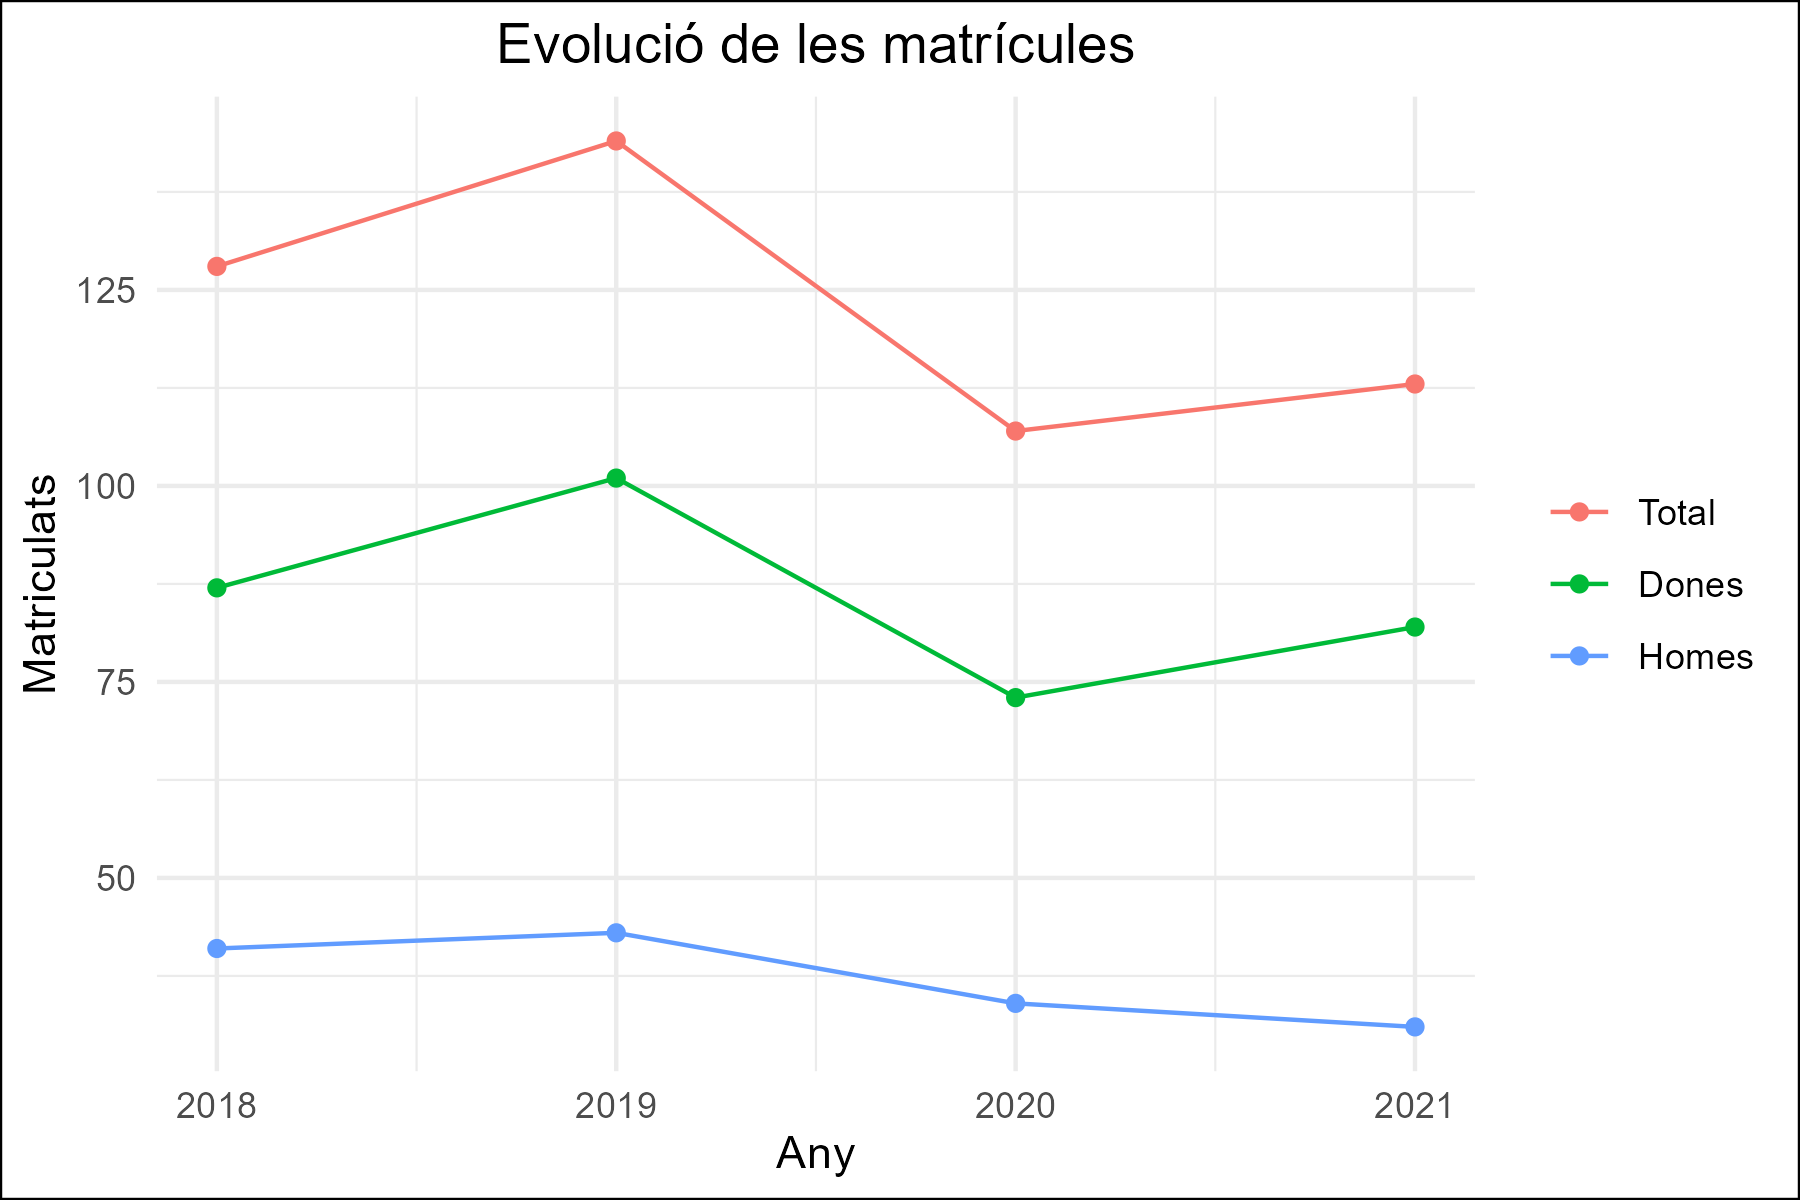 Evolució de les matrícules
Matriculats
125
100
75
50
2018 2019 2020 2021
Any
Total
Dones
Homes